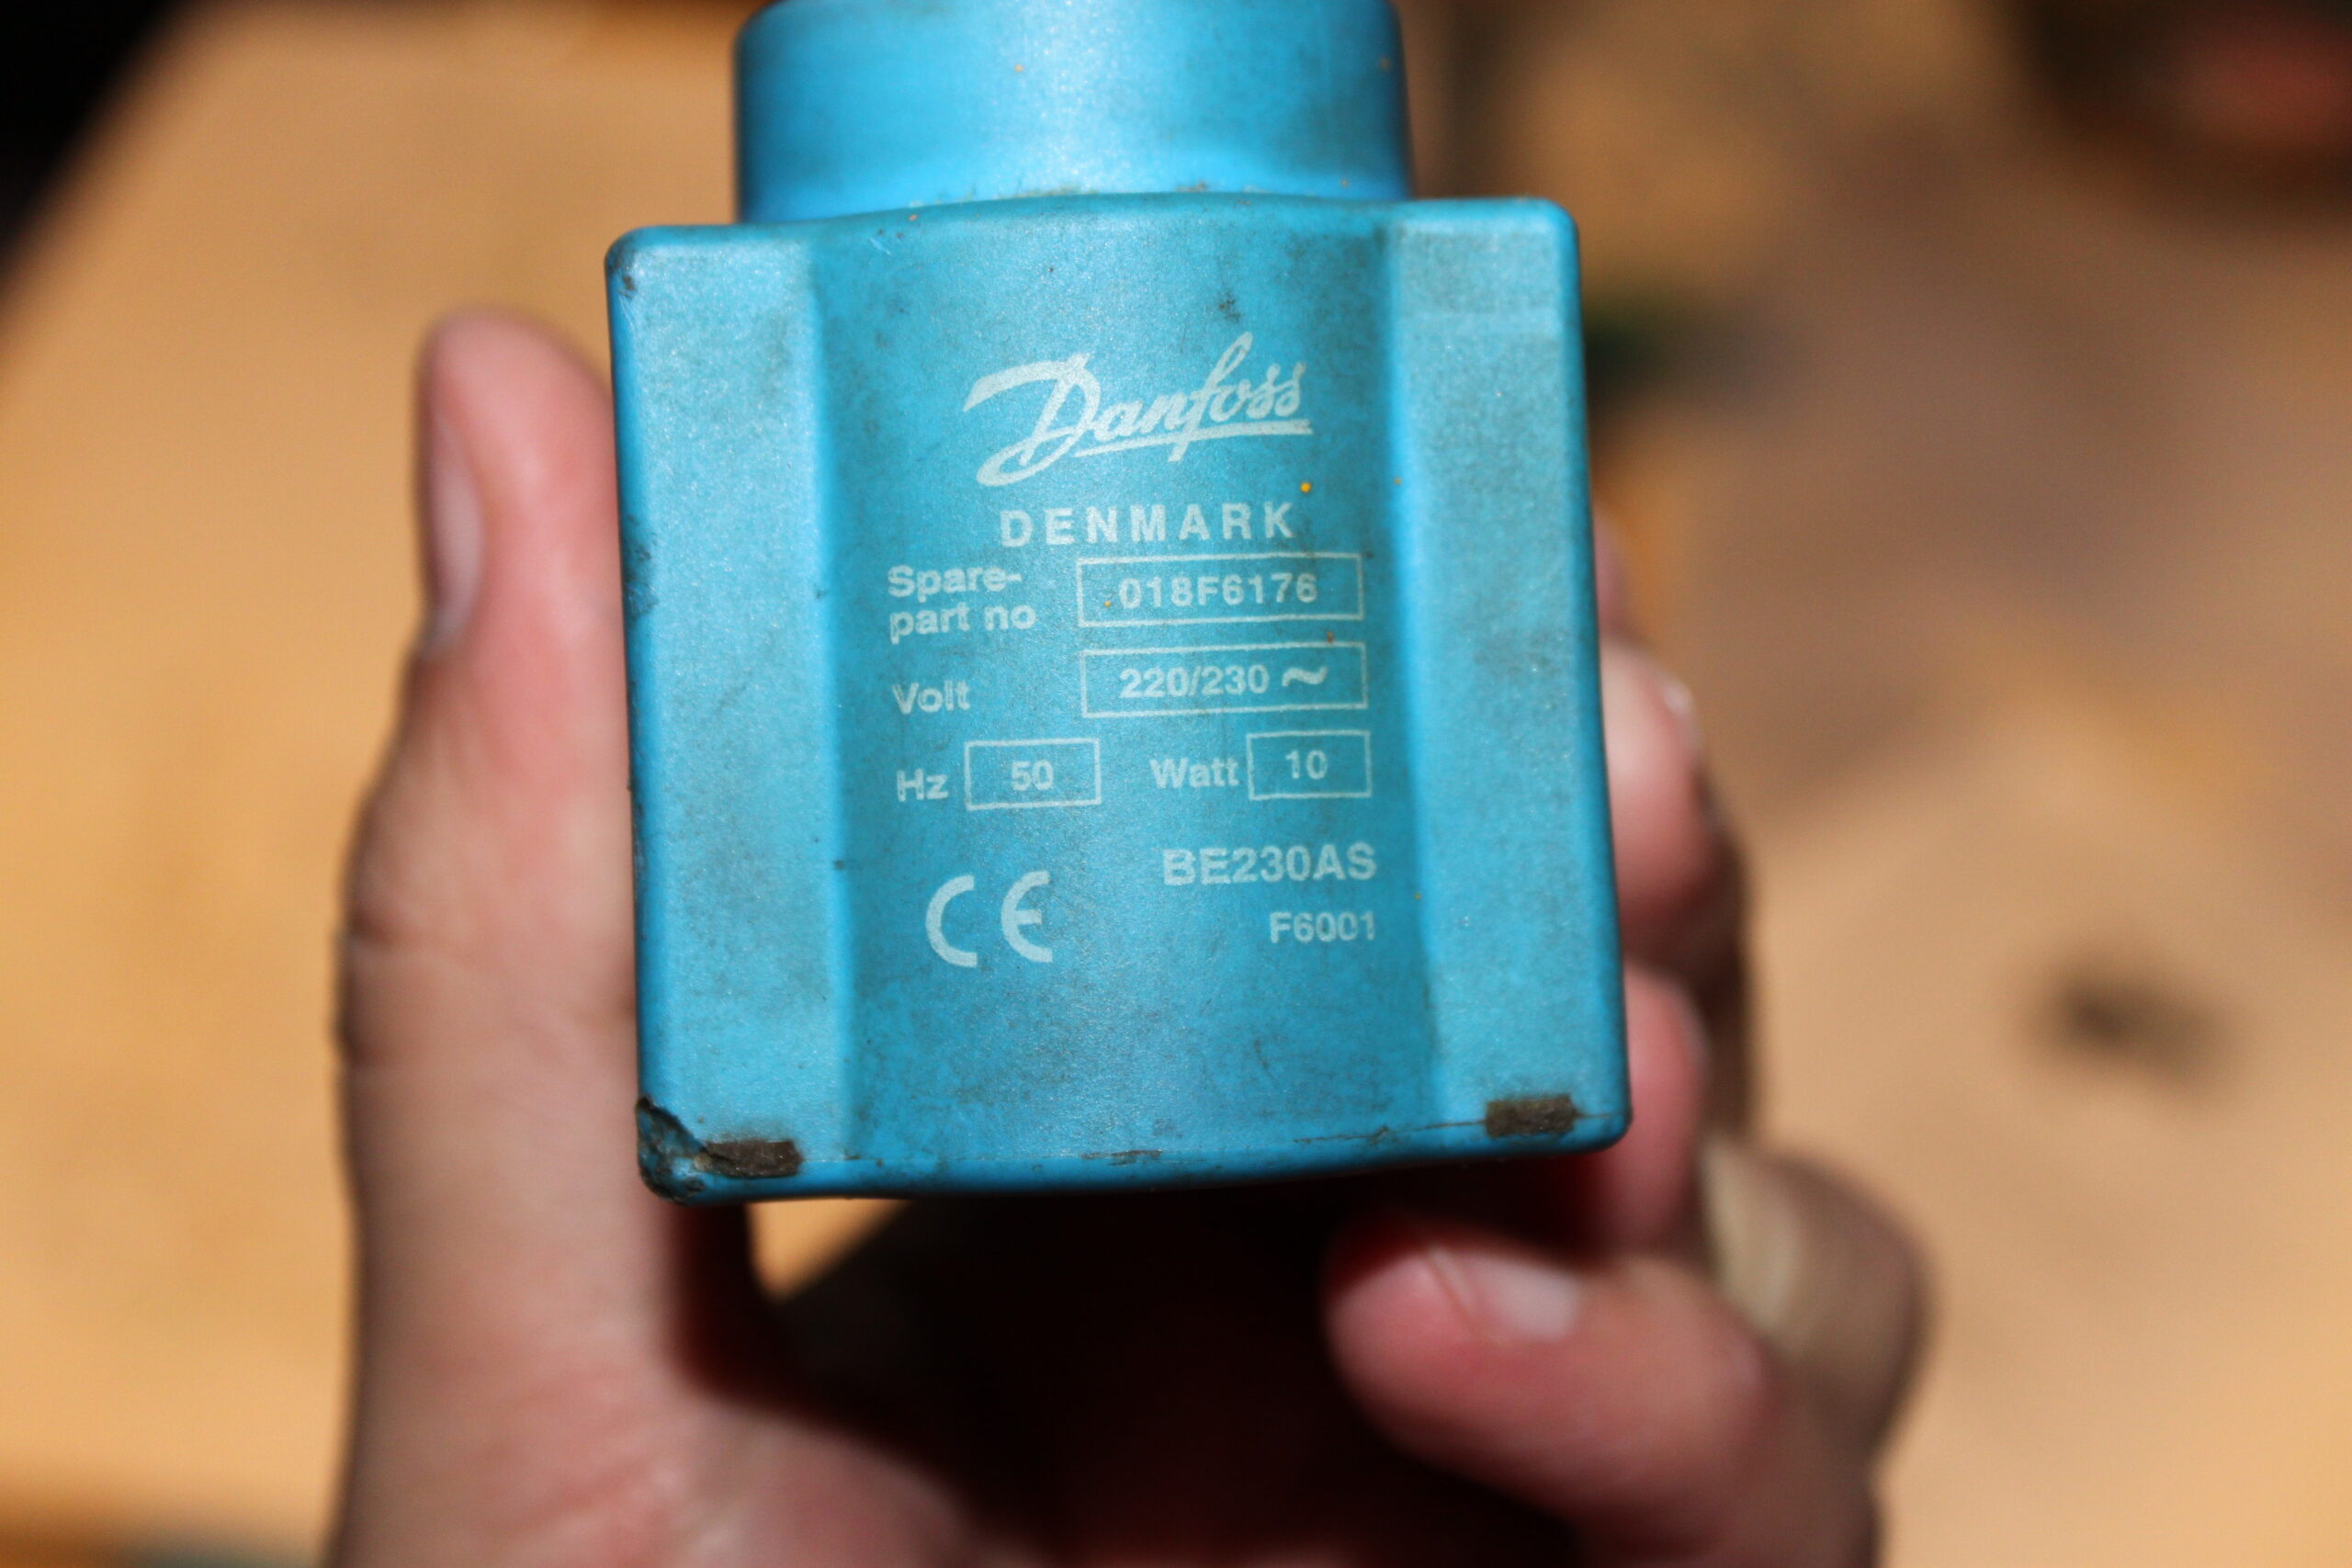 Danfoss
DENMARK
Spare-
part no 018F6176
Volt 220/230 ~
Hz 50 Watt 10
CE BE230AS
F6001